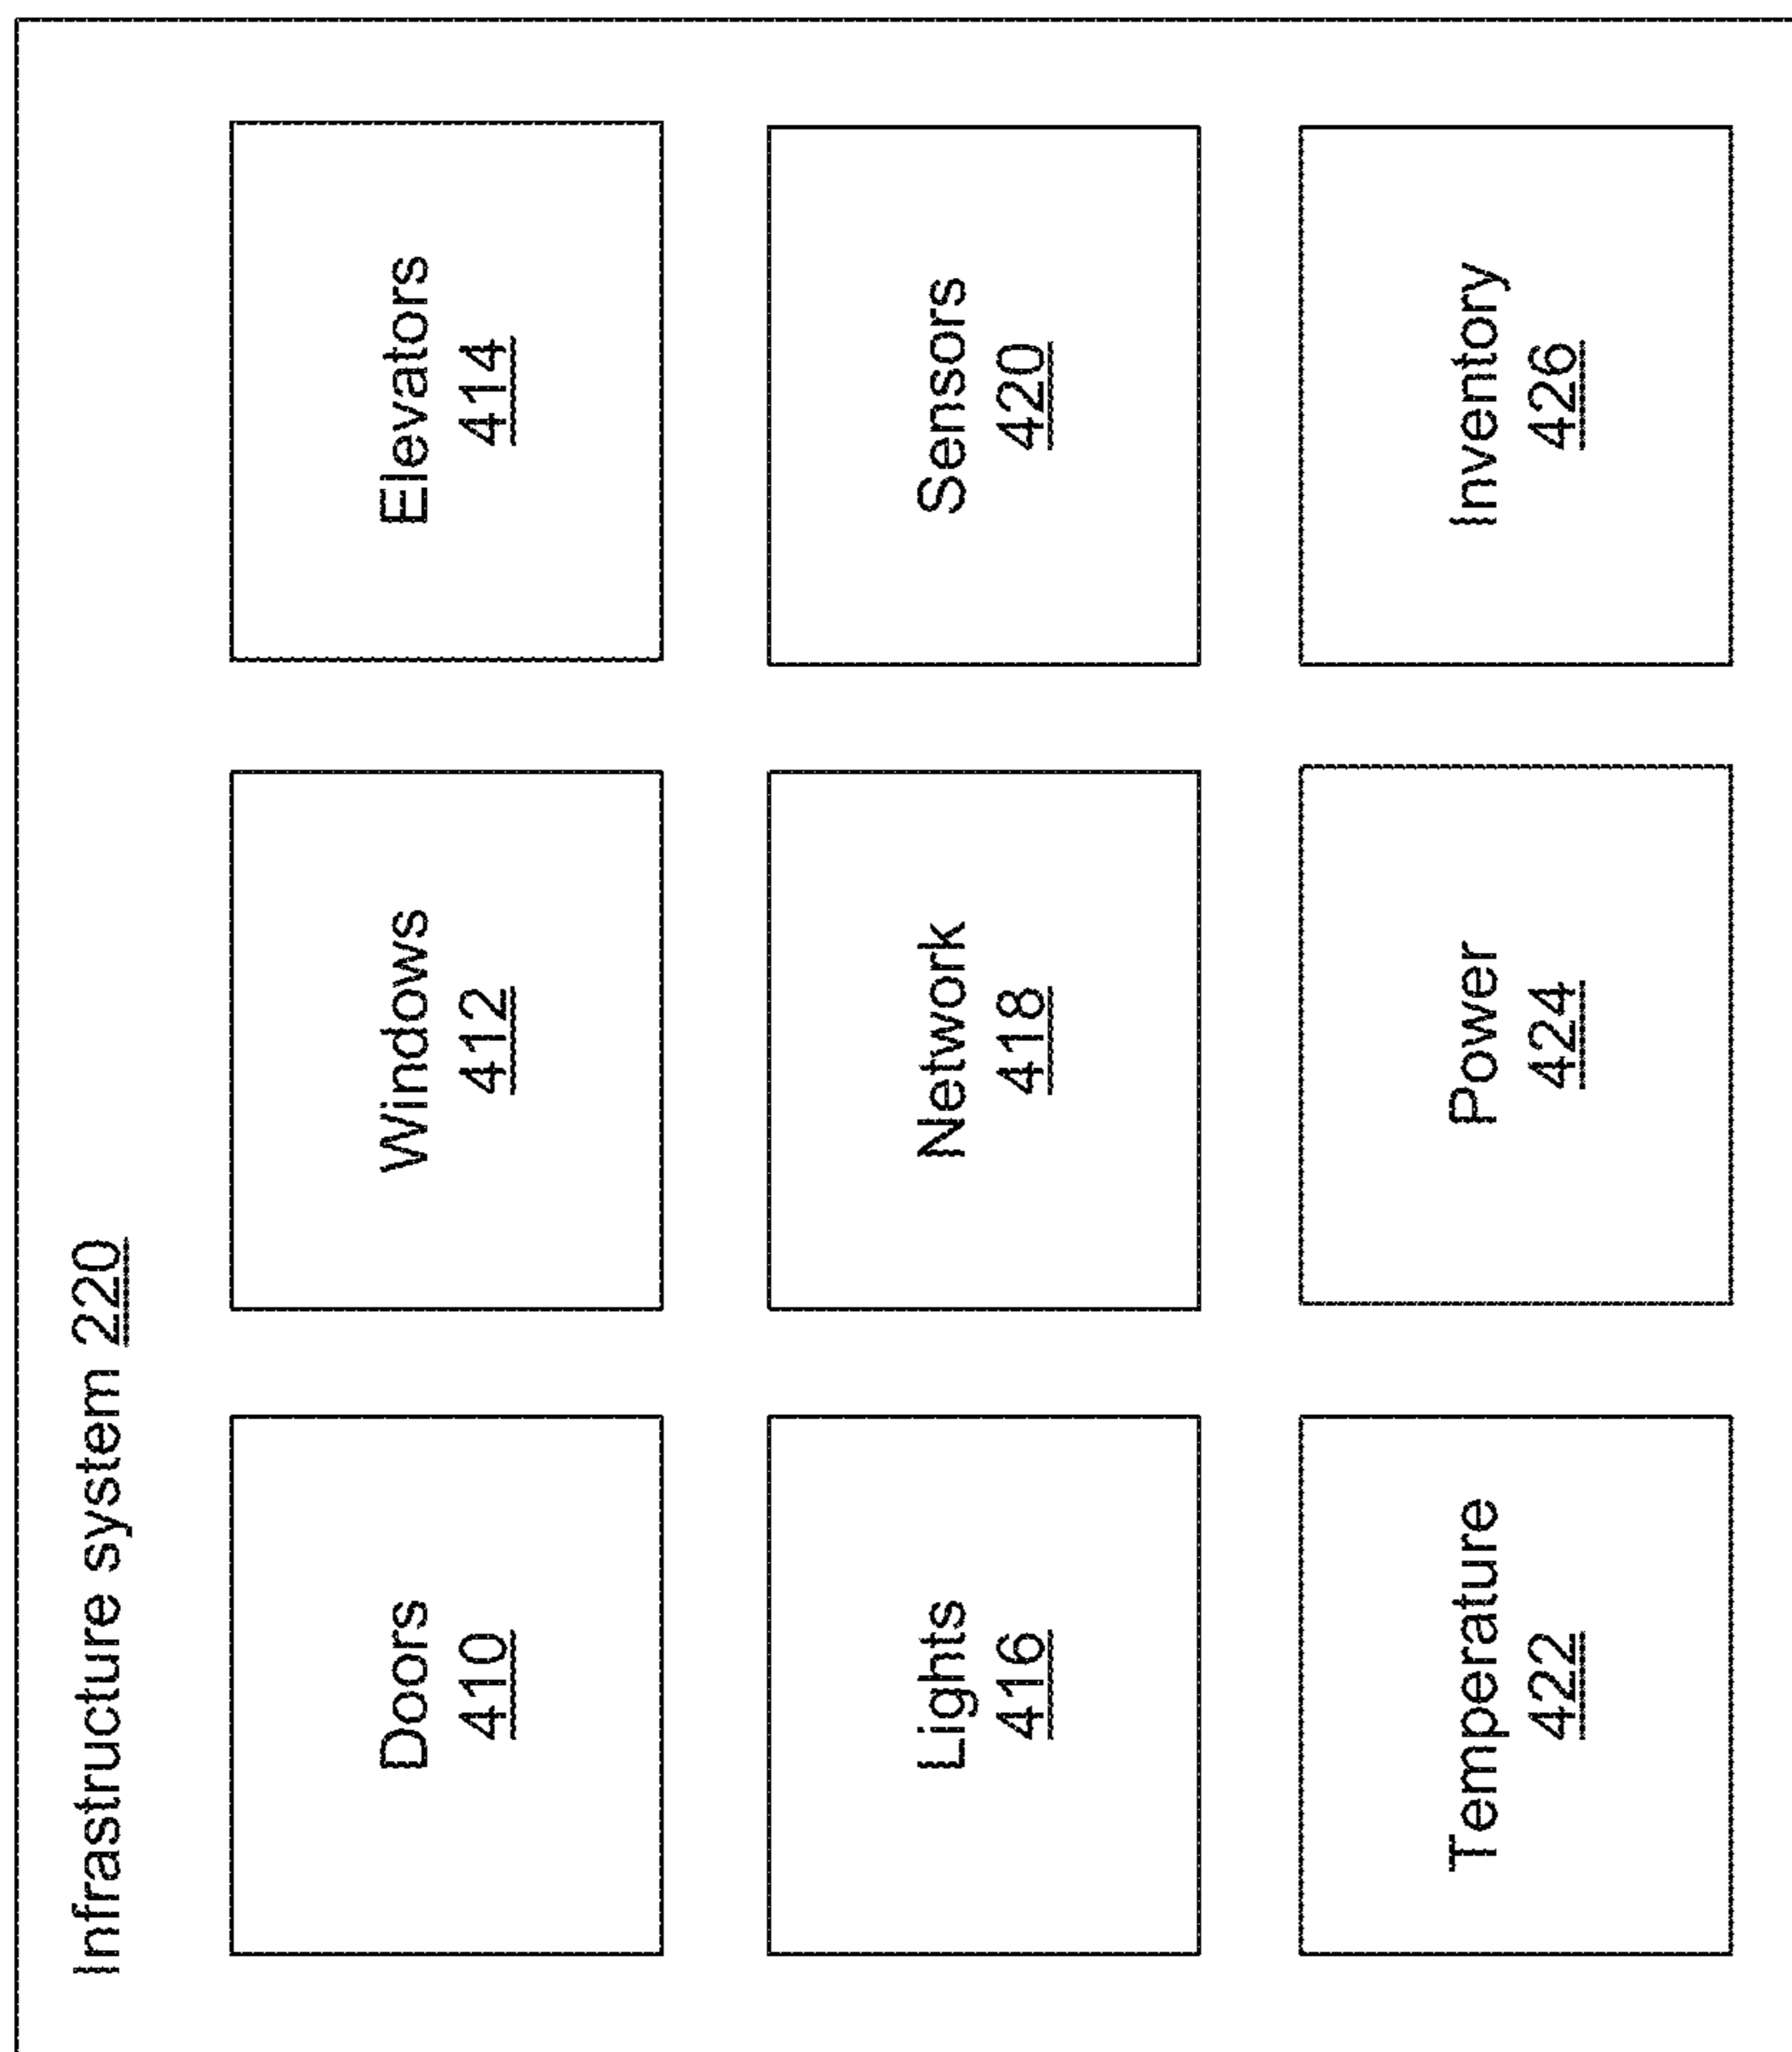 Infrastructure system 220
Doors
410
Windows
412
Elevators
414
Lights
416
Network
418
Sensors
420
Temperature
422
Power
424
Inventory
426